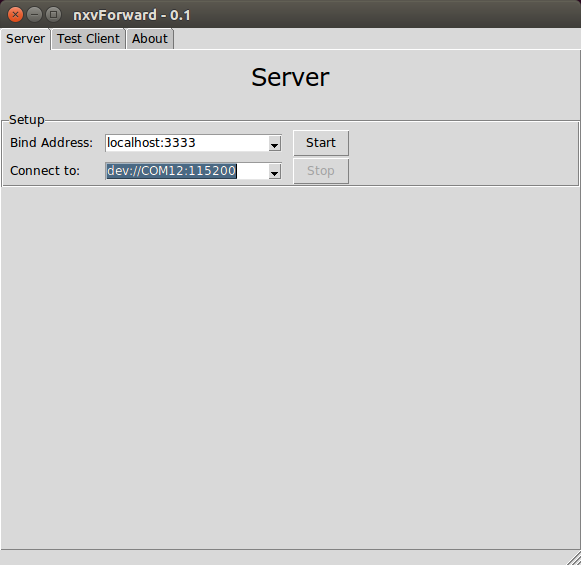 nxvForward - 0.1
Server Test Client About
Server
Setup
Bind Address: localhost:3333 Start
Connect to: dev://COM12:115200 Stop